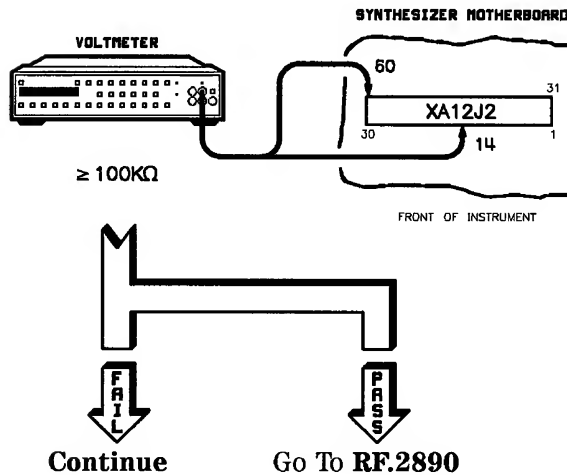 SYNTHESIZER MOTHERBOARD
VOLTMETER
60
31
XA12J2
30
14
1
≥ 100KΩ
FRONT OF INSTRUMENT
FAIL
PASS
Continue
Go To RF.2890